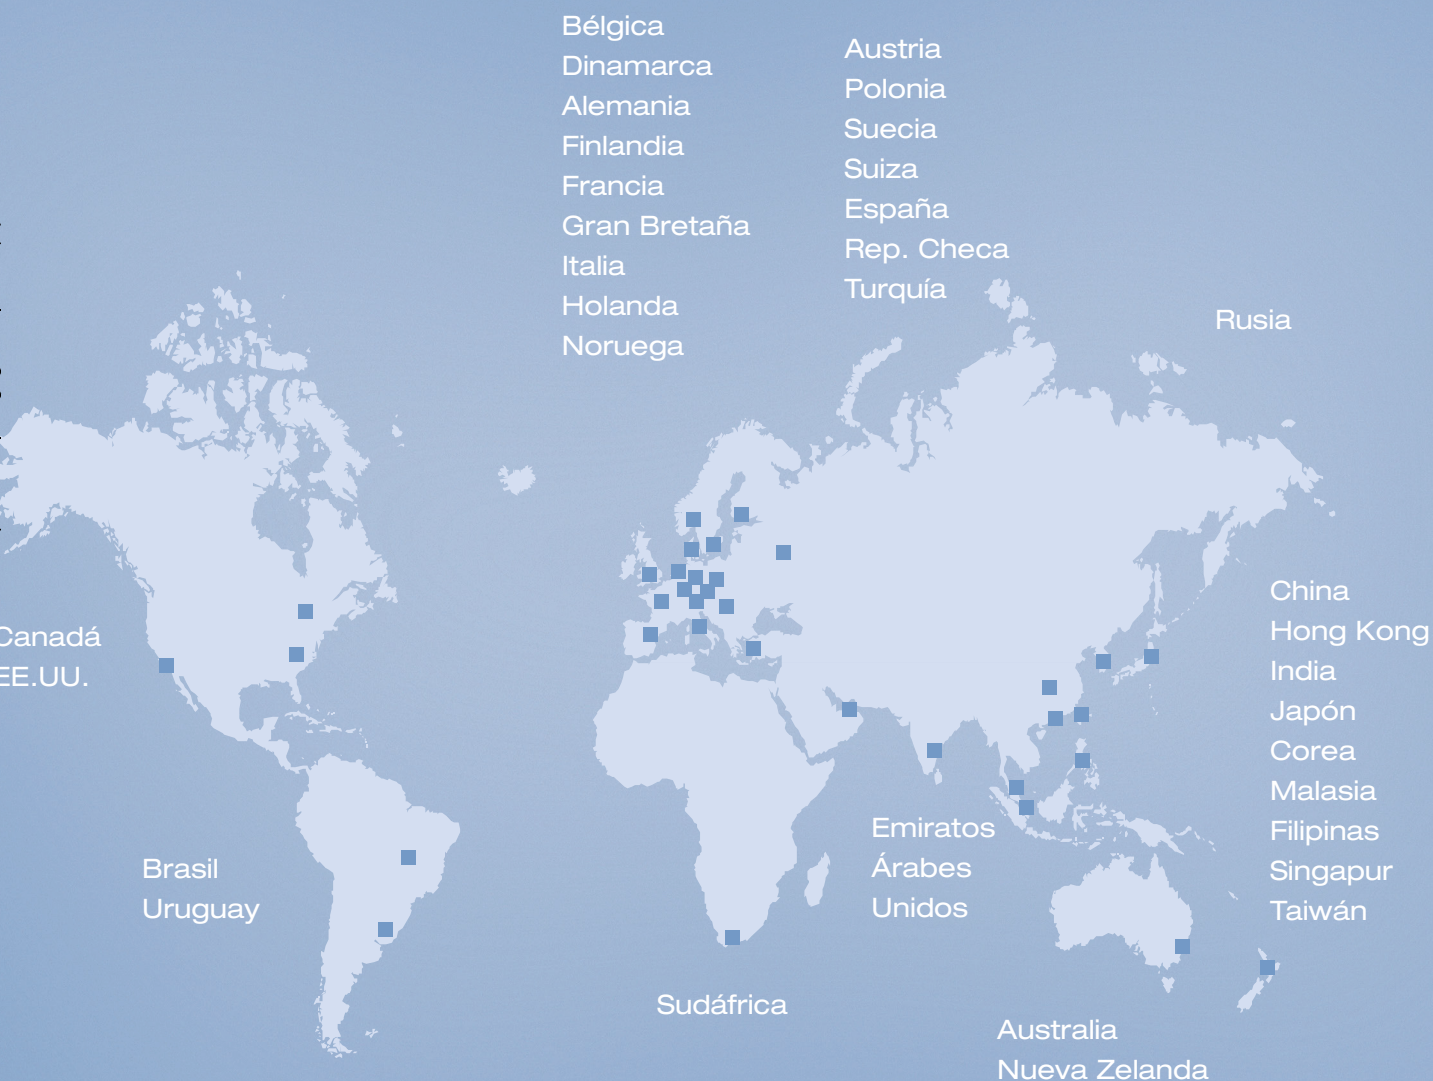 Bélgica
Dinamarca
Alemania
Finlandia
Francia
Gran Bretaña
Italia
Holanda
Noruega
Austria
Polonia
Suecia
Suiza
España
Rep. Checa
Turquía
Rusia
Canadá
EE.UU.
China
Hong Kong
India
Japón
Corea
Malasia
Filipinas
Singapur
Taiwán
Brasil
Uruguay
Emiratos
Árabes
Unidos
Sudáfrica
Australia
Nueva Zelanda